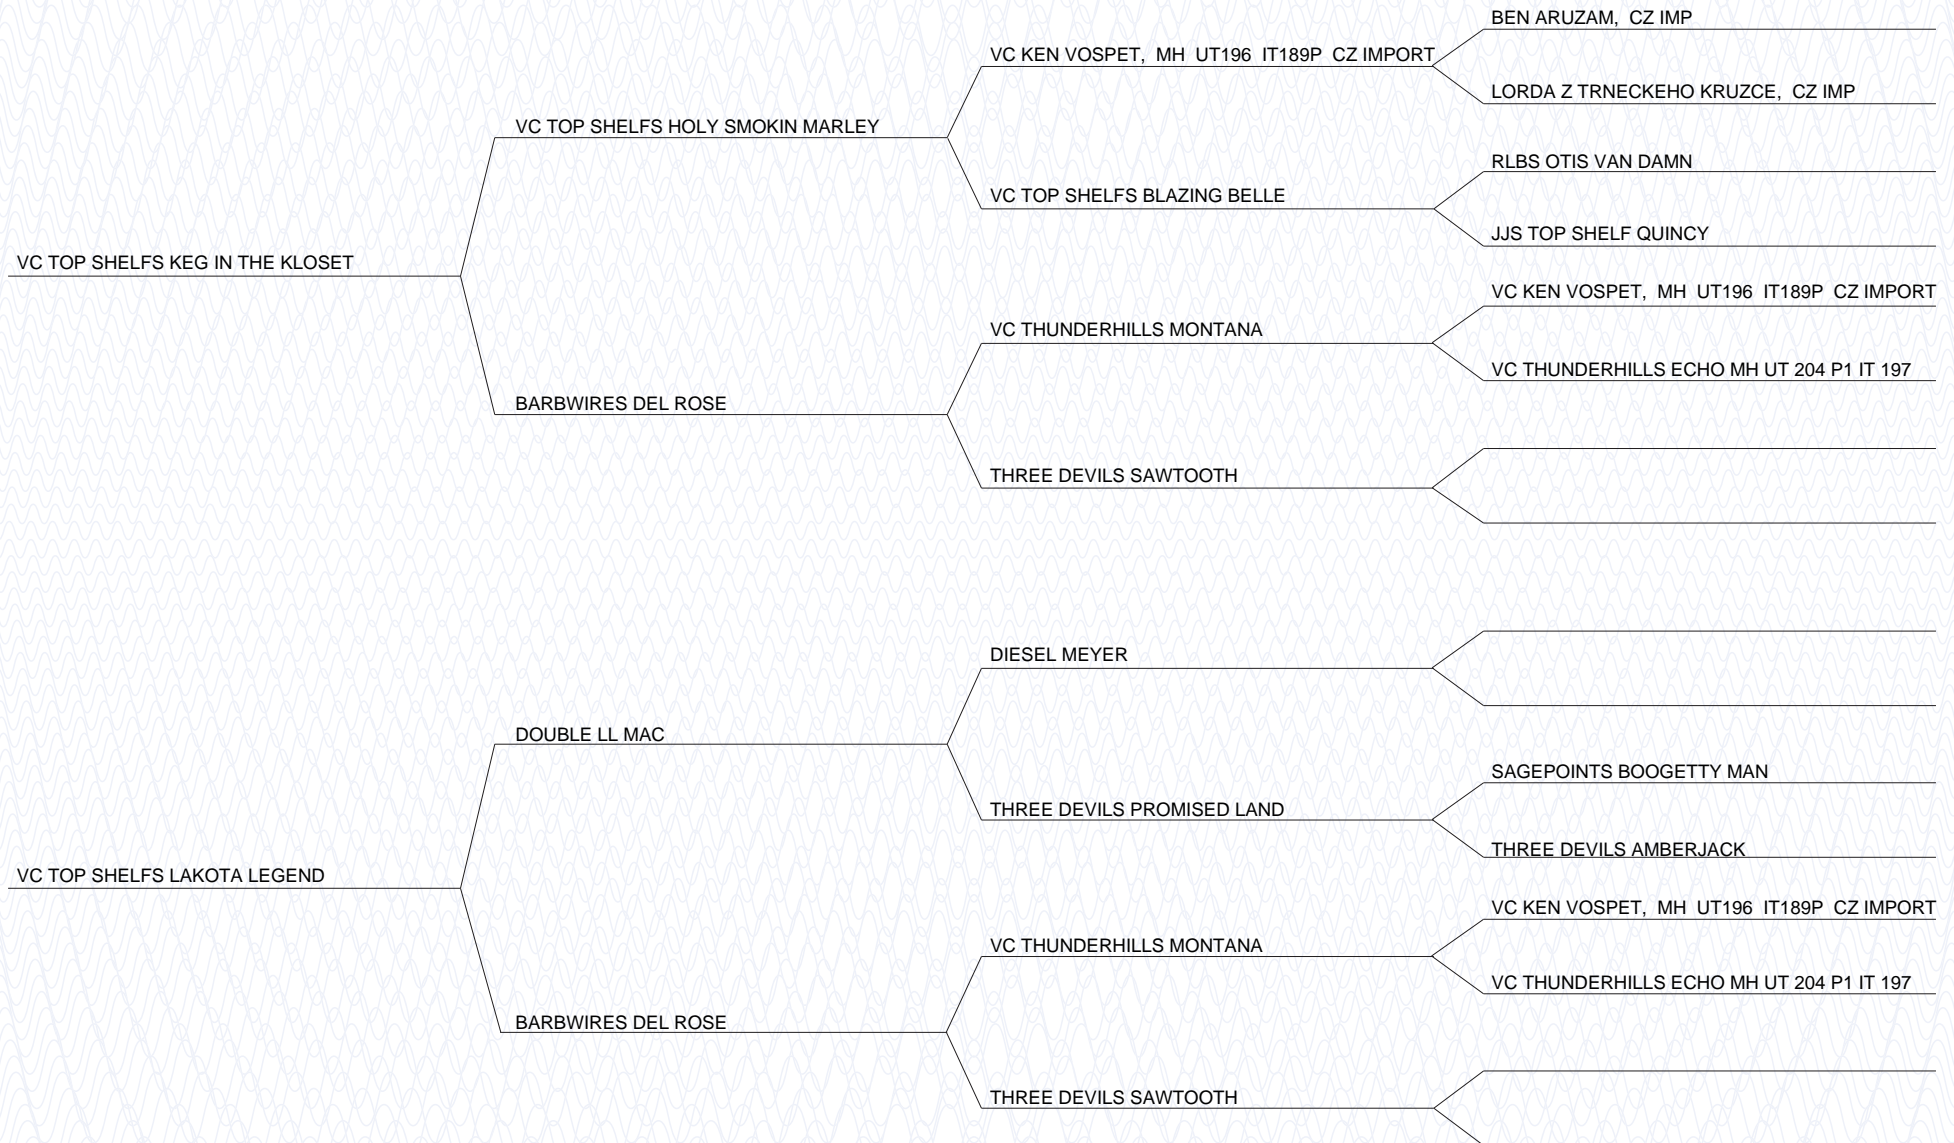 BEN ARUZAM,  CZ IMP
VC KEN VOSPET,  MH  UT196  IT189P  CZ IMPORT
LORDA Z TRNECKEHO KRUZCE,  CZ IMP
VC TOP SHELFS HOLY SMOKIN MARLEY
RLBS OTIS VAN DAMN
VC TOP SHELFS BLAZING BELLE
JJS TOP SHELF QUINCY
VC TOP SHELFS KEG IN THE KLOSET
VC KEN VOSPET,  MH  UT196  IT189P  CZ IMPORT
VC THUNDERHILLS MONTANA
VC THUNDERHILLS ECHO MH UT 204 P1 IT 197
BARBWIRES DEL ROSE
THREE DEVILS SAWTOOTH
DIESEL MEYER
DOUBLE LL MAC
SAGEPOINTS BOOGETTY MAN
THREE DEVILS PROMISED LAND
THREE DEVILS AMBERJACK
VC TOP SHELFS LAKOTA LEGEND
VC KEN VOSPET,  MH  UT196  IT189P  CZ IMPORT
VC THUNDERHILLS MONTANA
VC THUNDERHILLS ECHO MH UT 204 P1 IT 197
BARBWIRES DEL ROSE
THREE DEVILS SAWTOOTH